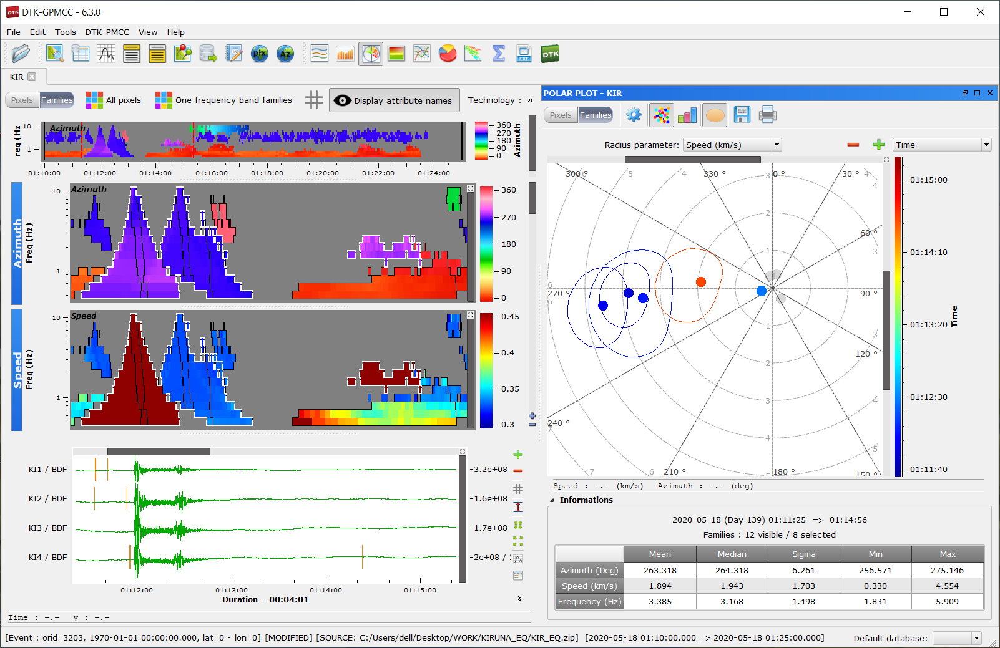 DTK-GPMCC - 6.3.0
File Edit Tools DTK-PMCC View Help
pix Az EXE DTK
KIR
Pixels Families All pixels One frequency band families Display attribute names Technology : »
Azimuth
req (Hz
10
1
360
270
180
90
0
Azimuth
01:10:00 01:12:00 01:14:00 01:16:00 01:18:00 01:20:00 01:22:00 01:24:00
Azimuth
Azimuth
Freq (Hz)
10
1
360
270
180
90
0
Speed
Speed
Freq (Hz)
10
1
0.45
0.4
0.35
0.3
KI1 / BDF -3.2e+08
KI2 / BDF -1.6e+08
KI3 / BDF -1.7e+08
KI4 / BDF -2e+08 / :
01:12:00 01:13:00 01:14:00 01:15:00
Duration = 00:04:01
Time : -.- y : -.-
POLAR PLOT - KIR
Pixels Families
Radius parameter: Speed (km/s) Time
300 ° 6 5 4 330 ° 3 0 ° 30 ° 4
4
2
60 °
1 3
6
270 ° 90 °
6
1 3
120 °
2
3 4
240 °
7
4 5
7 6 210 ° 5 180 ° 150 °
01:15:00
01:14:10
01:13:20
01:12:30
01:11:40
Time
Speed : -.- (km/s) Azimuth : -.- (deg)
Informations
2020-05-18 (Day 139) 01:11:25 => 01:14:56
Families : 12 visible / 8 selected
Mean Median Sigma Min Max
Azimuth (Deg) 263.318 264.318 6.261 256.571 275.146
Speed (km/s) 1.894 1.943 1.703 0.330 4.554
Frequency (Hz) 3.385 3.168 1.498 1.831 5.909
[Event : orid=3203, 1970-01-01 00:00:00.000, lat=0 - lon=0] [MODIFIED] [SOURCE: C:/Users/dell/Desktop/WORK/KIRUNA_EQ/KIR_EQ.zip] [2020-05-18 01:10:00.000 => 2020-05-18 01:25:00.000] Default database: